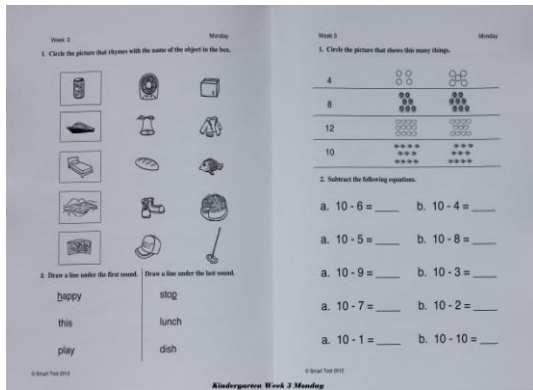 Week 3 Monday
1. Circle the picture that rhymes with the name of the object in the box.
2. Draw a line under the first sound. Draw a line under the last sound.
happy stop
this lunch
play dish
© Smart Test 2012
Week 3 Monday
1. Circle the picture that shows this many things.
4
8
12
10
2. Subtract the following equations.
a. 10 - 6 = ____ b. 10 - 4 = ____
a. 10 - 5 = ____ b. 10 - 8 = ____
a. 10 - 9 = ____ b. 10 - 3 = ____
a. 10 - 7 = ____ b. 10 - 2 = ____
a. 10 - 1 = ____ b. 10 - 10 = ____
© Smart Test 2012
Kindergarten Week 3 Monday